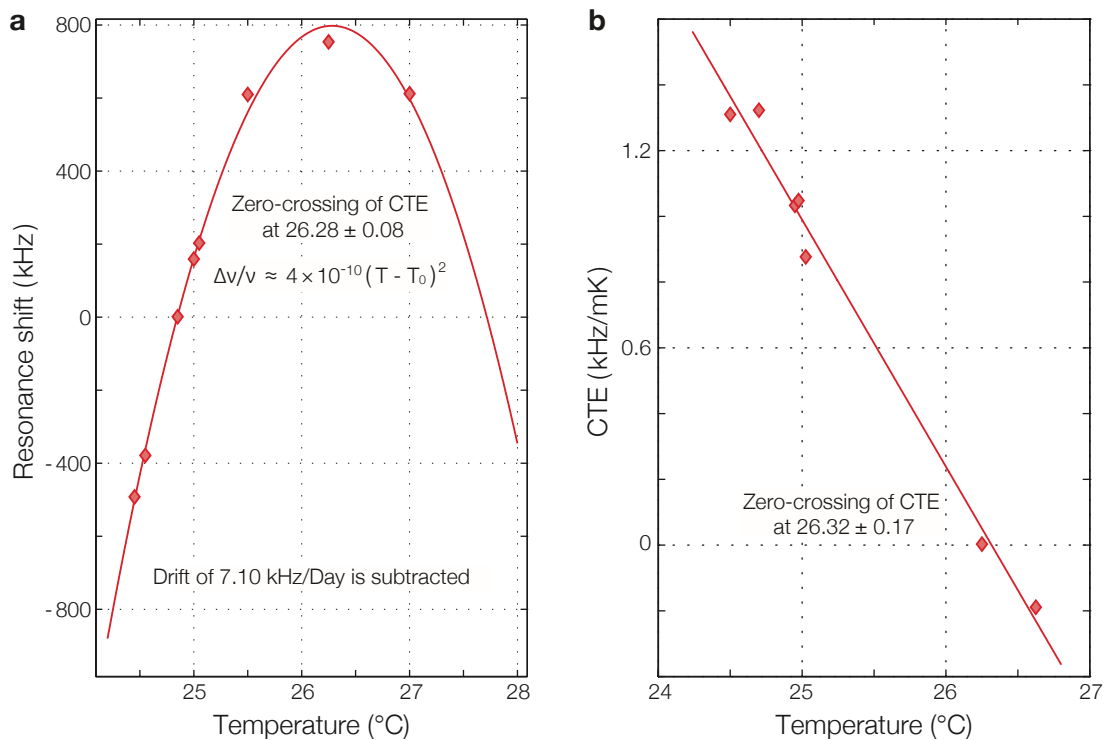 a
Resonance shift (kHz)
800
400
0
-400
-800
Zero-crossing of CTE
at 26.28 ± 0.08
Δν/ν ≈ 4 × 10⁻¹⁰ (T - T₀)²
Drift of 7.10 kHz/Day is subtracted
25 26 27 28
Temperature (°C)
b
CTE (kHz/mK)
1.2
0.6
0
Zero-crossing of CTE
at 26.32 ± 0.17
24 25 26 27
Temperature (°C)